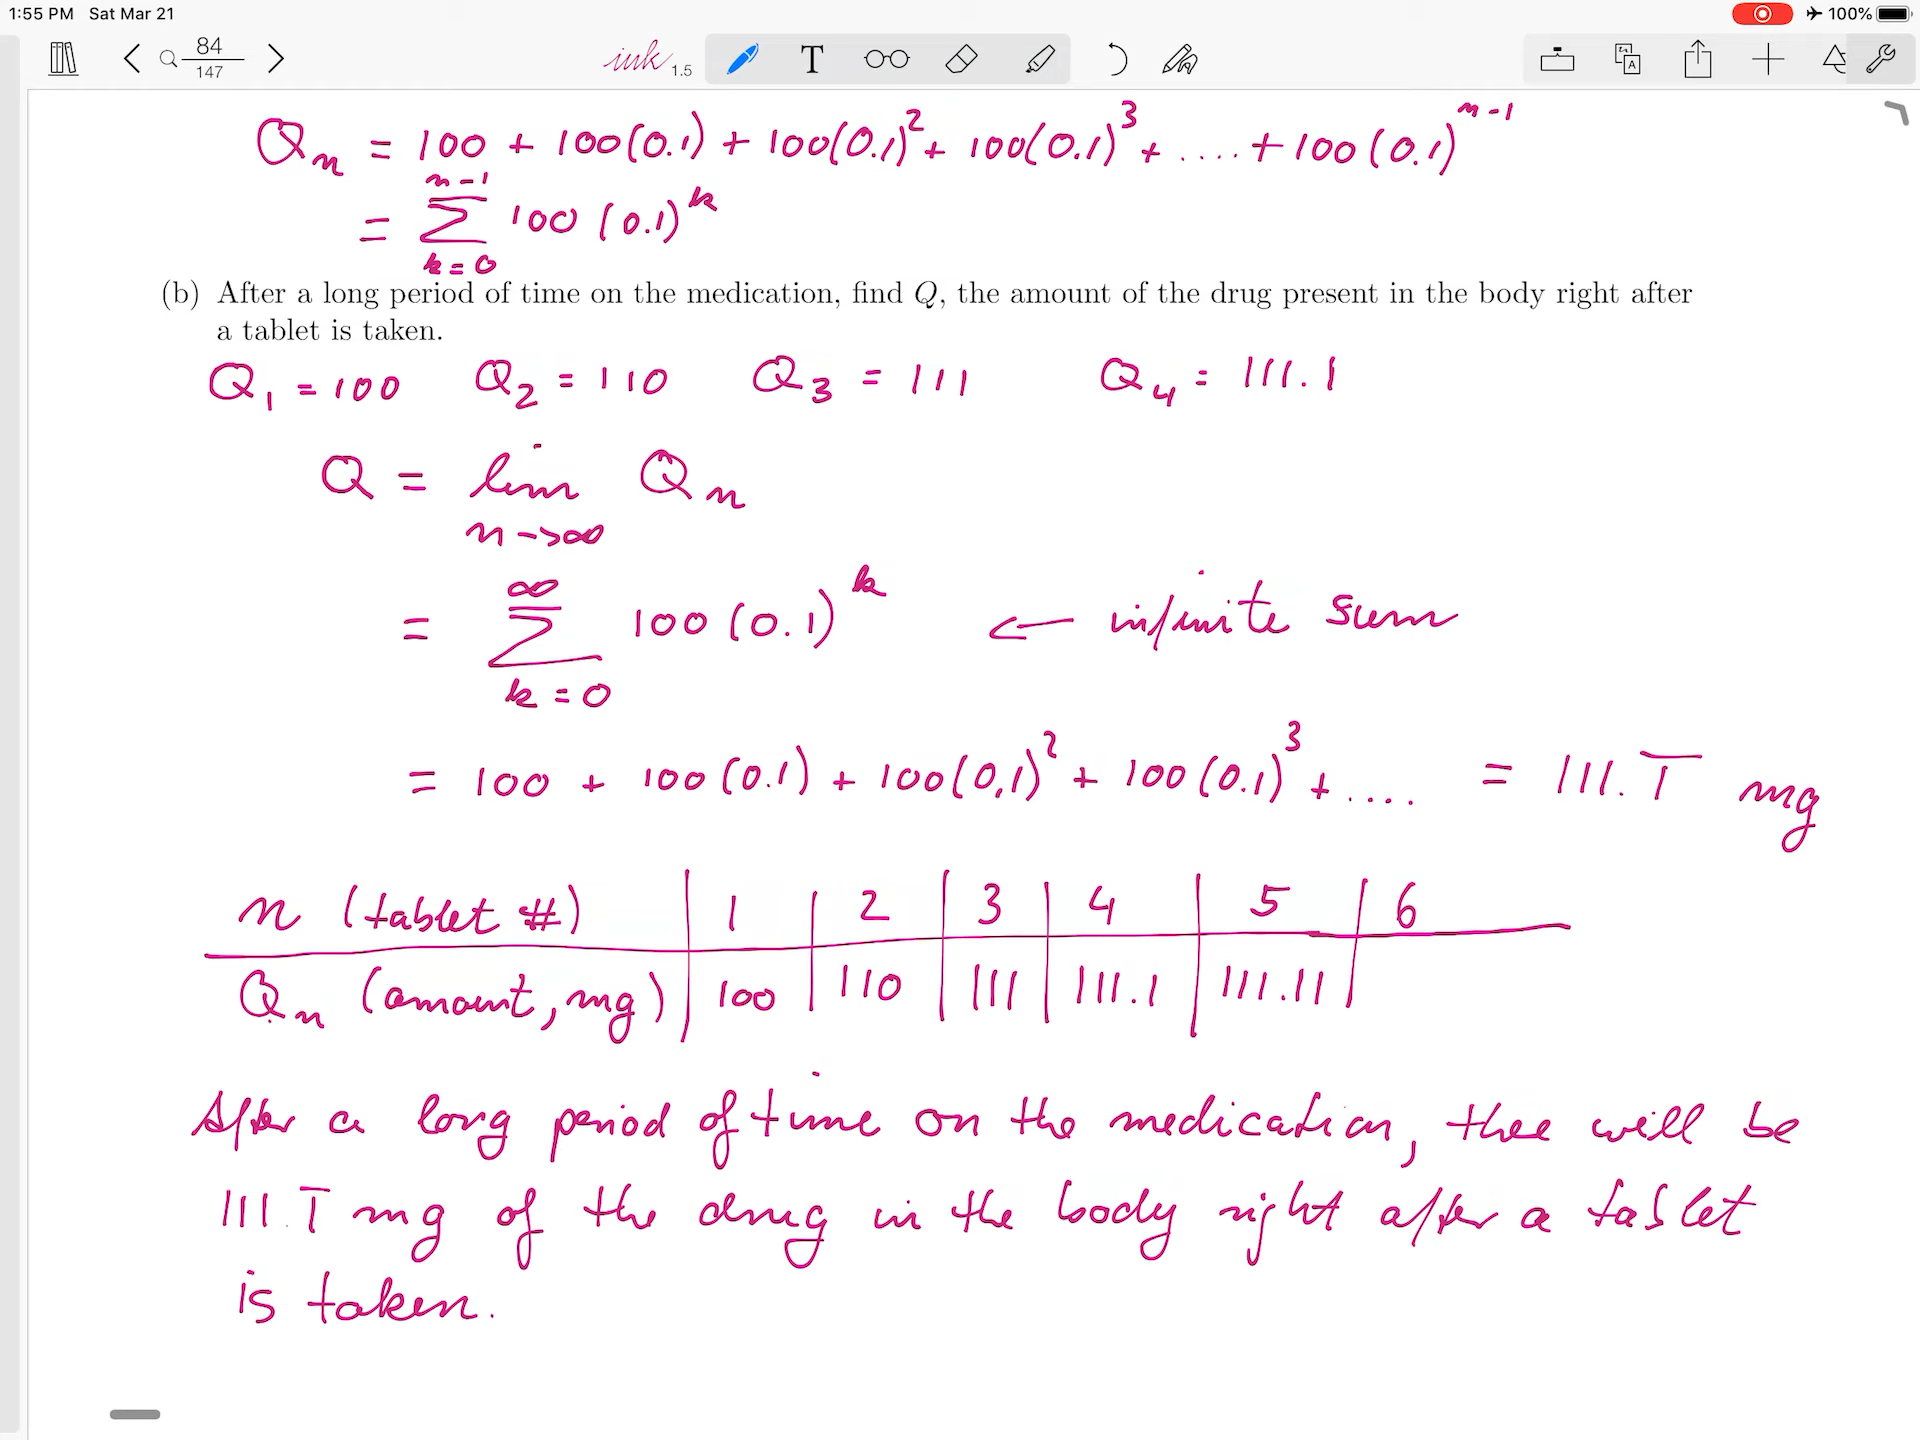 1:55 PM Sat Mar 21
100%
84
147
ink 1.5
T
Qn = 100 + 100(0.1) + 100(0.1)² + 100(0.1)³ + .... + 100(0.1)ⁿ⁻¹
n-1
= Σ 100 (0.1)ᵏ
k=0
(b) After a long period of time on the medication, find Q, the amount of the drug present in the body right after
a tablet is taken.
Q₁ = 100 Q₂ = 110 Q₃ = 111 Q₄ = 111.1
Q = lim Qn
n->∞
∞
= Σ 100 (0.1)ᵏ <- infinite sum
k=0
= 100 + 100(0.1) + 100(0.1)² + 100(0.1)³ + .... = 111.1̅ mg
n (tablet #) | 1 | 2 | 3 | 4 | 5 | 6
Qn (amount, mg) | 100 | 110 | 111 | 111.1 | 111.11 |
After a long period of time on the medication, thee will be
111.1̅ mg of the drug in the body right after a tablet
is taken.